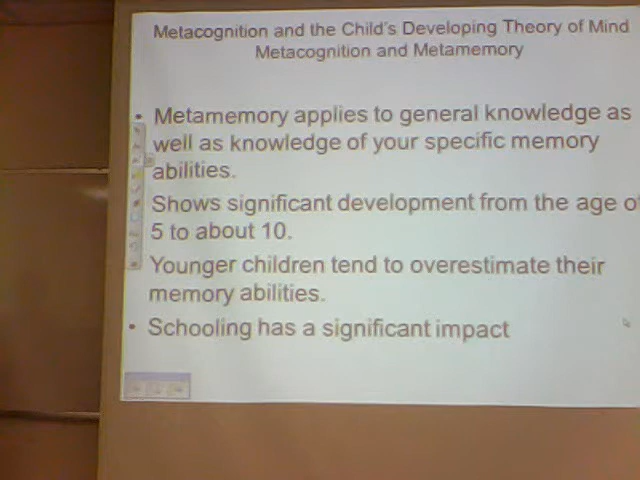 Metacognition and the Child's Developing Theory of Mind
Metacognition and Metamemory
• Metamemory applies to general knowledge as
well as knowledge of your specific memory
abilities.
Shows significant development from the age of
5 to about 10.
Younger children tend to overestimate their
memory abilities.
• Schooling has a significant impact